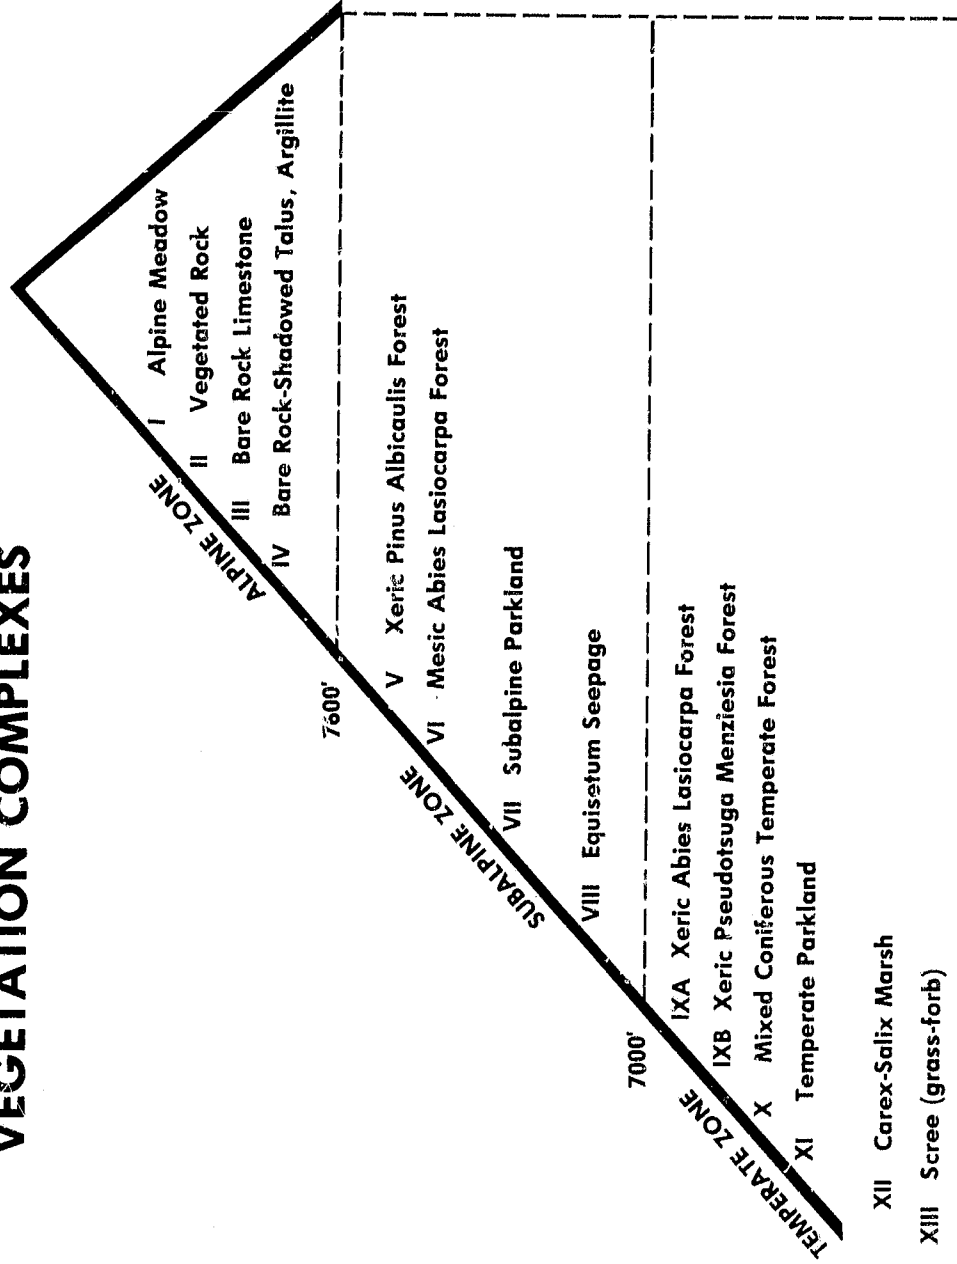 VEGETATION COMPLEXES
ALPINE ZONE
I Alpine Meadow
II Vegetated Rock
III Bare Rock Limestone
IV Bare Rock-Shadowed Talus, Argillite
7600'
SUBALPINE ZONE
V Xeric Pinus Albicaulis Forest
VI Mesic Abies Lasiocarpa Forest
VII Subalpine Parkland
VIII Equisetum Seepage
7000'
TEMPERATE ZONE
IXA Xeric Abies Lasiocarpa Forest
IXB Xeric Pseudotsuga Menziesia Forest
X Mixed Coniferous Temperate Forest
XI Temperate Parkland
XII Carex-Salix Marsh
XIII Scree (grass-forb)